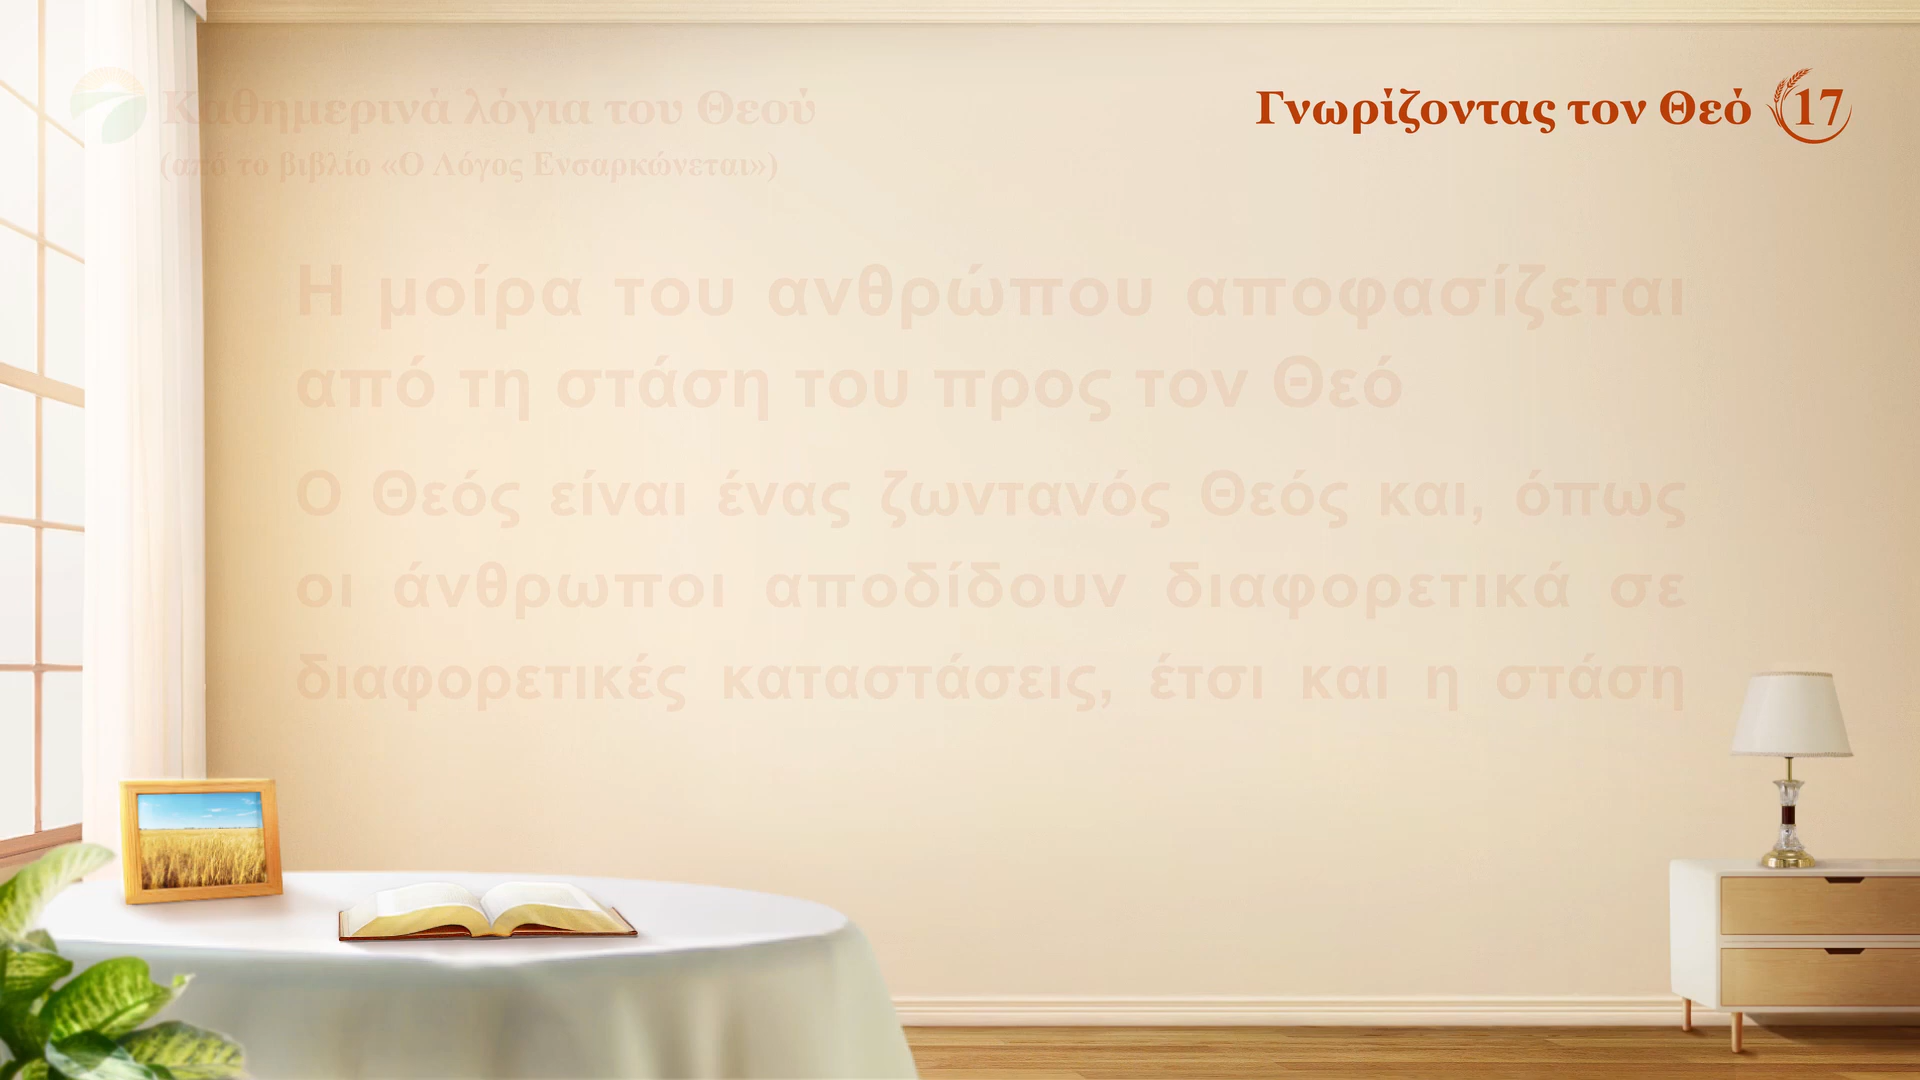 Καθημερινά λόγια του Θεού
(από το βιβλίο «Ο Λόγος Ενσαρκώνεται»)
Γνωρίζοντας τον Θεό 17
Η μοίρα του ανθρώπου αποφασίζεται
από τη στάση του προς τον Θεό
Ο Θεός είναι ένας ζωντανός Θεός και, όπως
οι άνθρωποι αποδίδουν διαφορετικά σε
διαφορετικές καταστάσεις, έτσι και η στάση